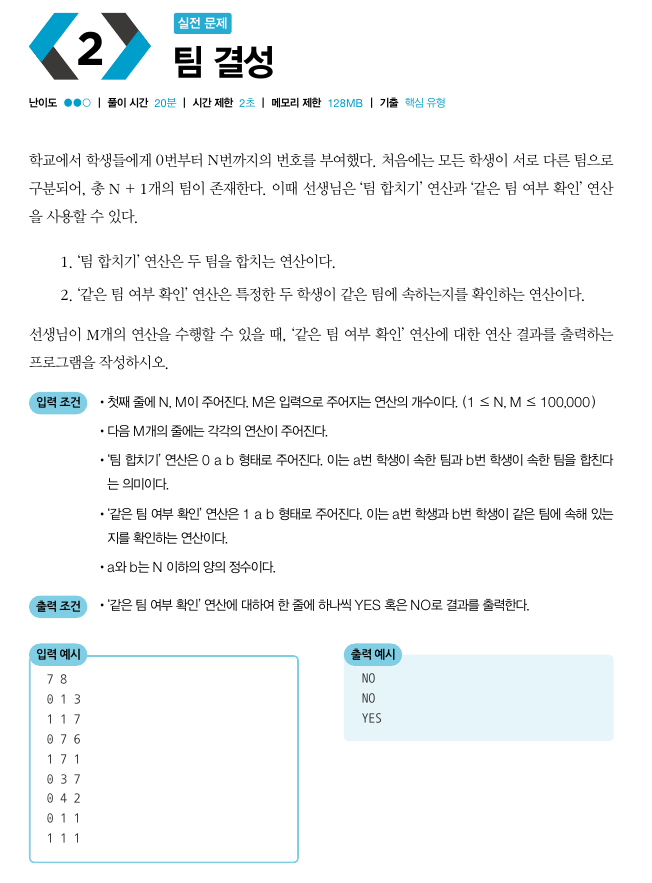 2
실전 문제
팀 결성
난이도 ●●○ | 풀이 시간 20분 | 시간 제한 2초 | 메모리 제한 128MB | 기출 핵심 유형
학교에서 학생들에게 0번부터 N번까지의 번호를 부여했다. 처음에는 모든 학생이 서로 다른 팀으로
구분되어, 총 N + 1개의 팀이 존재한다. 이때 선생님은 ‘팀 합치기’ 연산과 ‘같은 팀 여부 확인’ 연산
을 사용할 수 있다.
1. ‘팀 합치기’ 연산은 두 팀을 합치는 연산이다.
2. ‘같은 팀 여부 확인’ 연산은 특정한 두 학생이 같은 팀에 속하는지를 확인하는 연산이다.
선생님이 M개의 연산을 수행할 수 있을 때, ‘같은 팀 여부 확인’ 연산에 대한 연산 결과를 출력하는
프로그램을 작성하시오.
입력 조건
• 첫째 줄에 N, M이 주어진다. M은 입력으로 주어지는 연산의 개수이다. (1 ≤ N, M ≤ 100,000)
• 다음 M개의 줄에는 각각의 연산이 주어진다.
• ‘팀 합치기’ 연산은 0 a b 형태로 주어진다. 이는 a번 학생이 속한 팀과 b번 학생이 속한 팀을 합친다
는 의미이다.
• ‘같은 팀 여부 확인’ 연산은 1 a b 형태로 주어진다. 이는 a번 학생과 b번 학생이 같은 팀에 속해 있는
지를 확인하는 연산이다.
• a와 b는 N 이하의 양의 정수이다.
출력 조건
• ‘같은 팀 여부 확인’ 연산에 대하여 한 줄에 하나씩 YES 혹은 NO로 결과를 출력한다.
입력 예시
7 8
0 1 3
1 1 7
0 7 6
1 7 1
0 3 7
0 4 2
0 1 1
1 1 1
출력 예시
NO
NO
YES